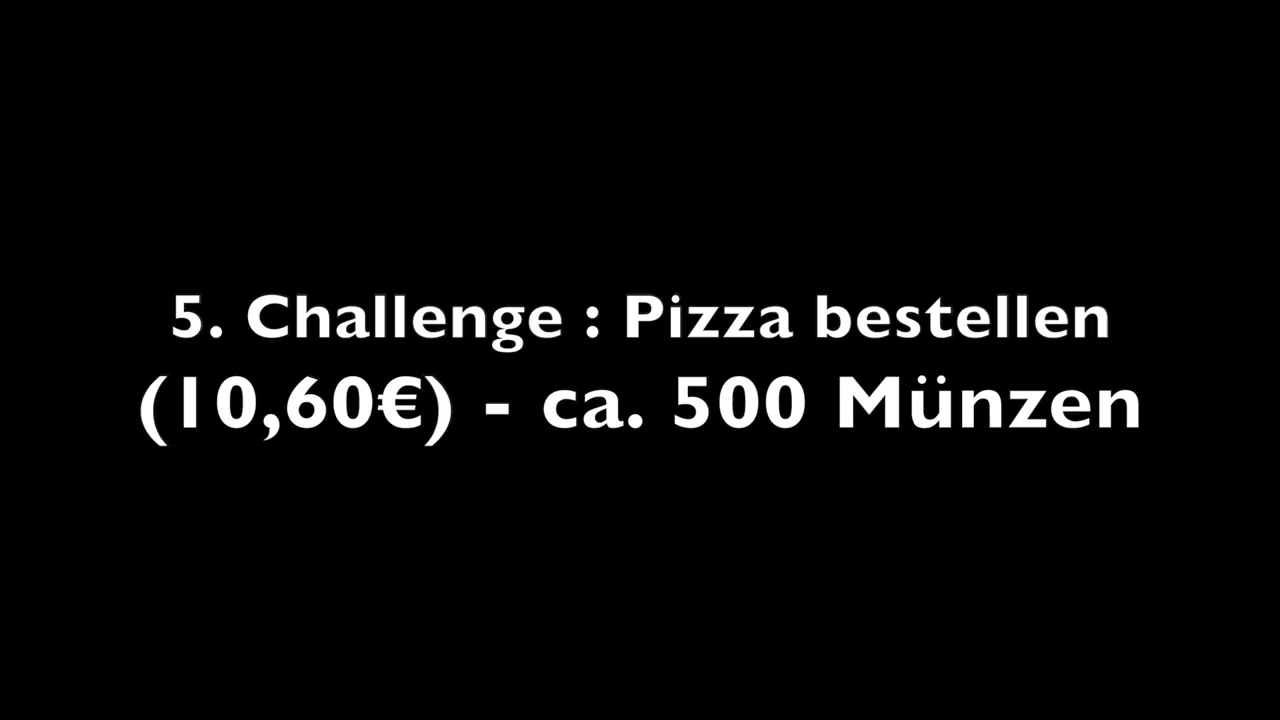 5. Challenge : Pizza bestellen
(10,60€) - ca. 500 Münzen